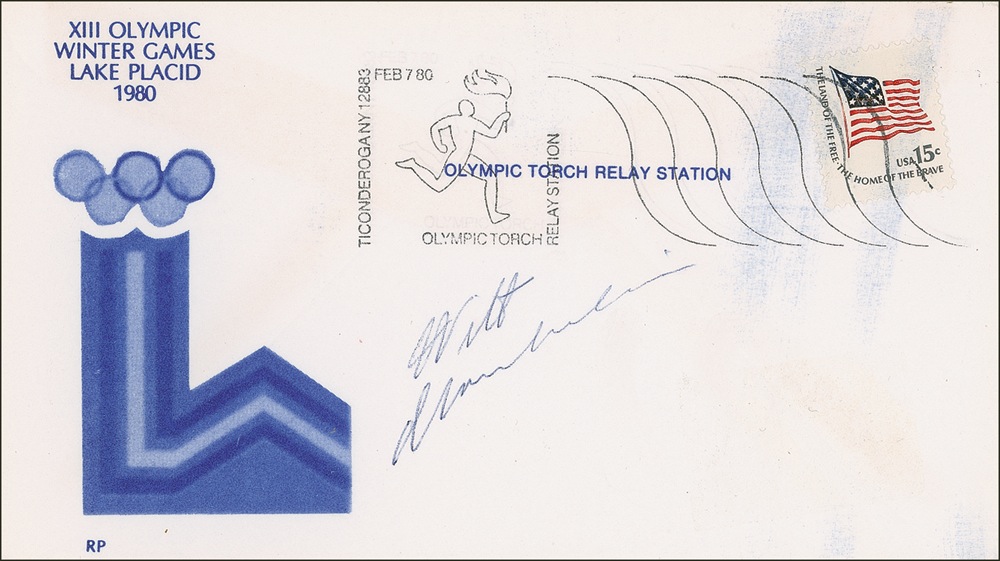 XIII OLYMPIC
WINTER GAMES
LAKE PLACID
1980
TICONDEROGA NY 12883
FEB 7 80
OLYMPIC TORCH
RELAY STATION
OLYMPIC TORCH RELAY STATION
THE LAND OF THE FREE·THE HOME OF THE BRAVE
USA 15c
Wilt
RP